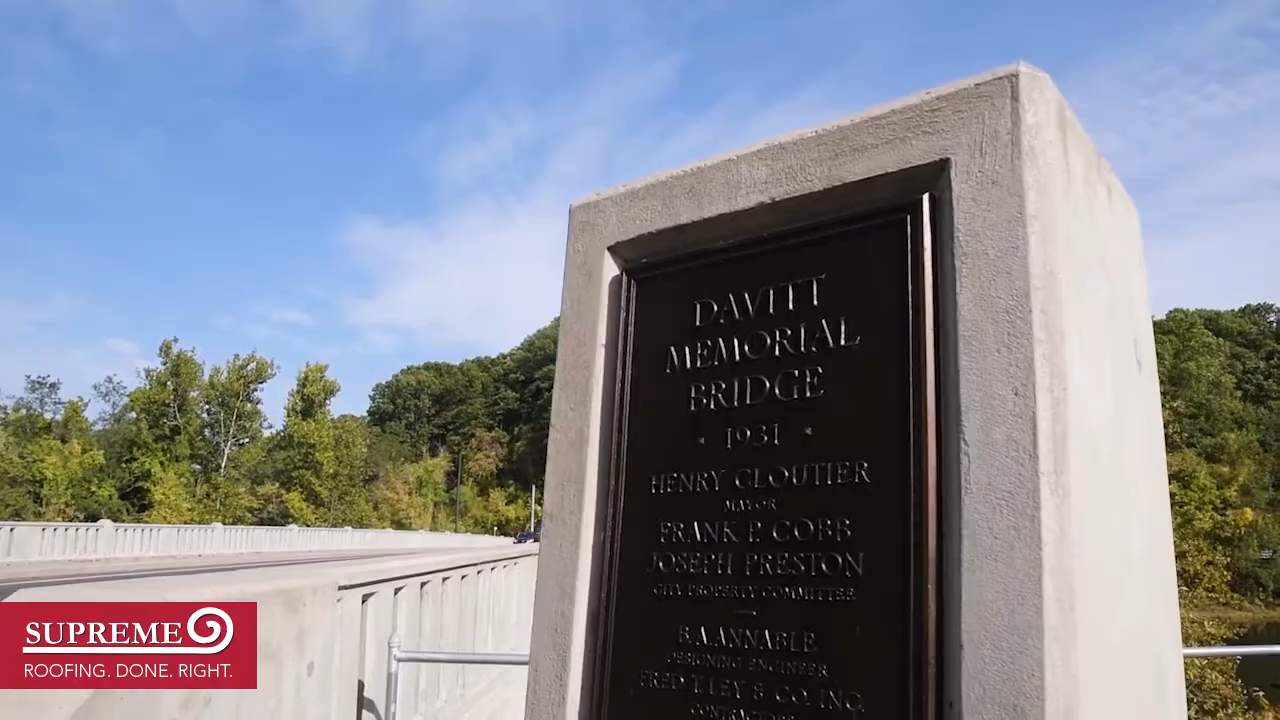 DAVITT
MEMORIAL
BRIDGE
· 1931 ·
HENRY CLOUTIER
MAYOR
FRANK P. COBB
JOSEPH PRESTON
CITY PROPERTY COMMITTEE
B.A. ANNABLE
DESIGNING ENGINEER
FRED T. LEY & CO. INC.
CONTRACTORS
SUPREME
ROOFING. DONE. RIGHT.